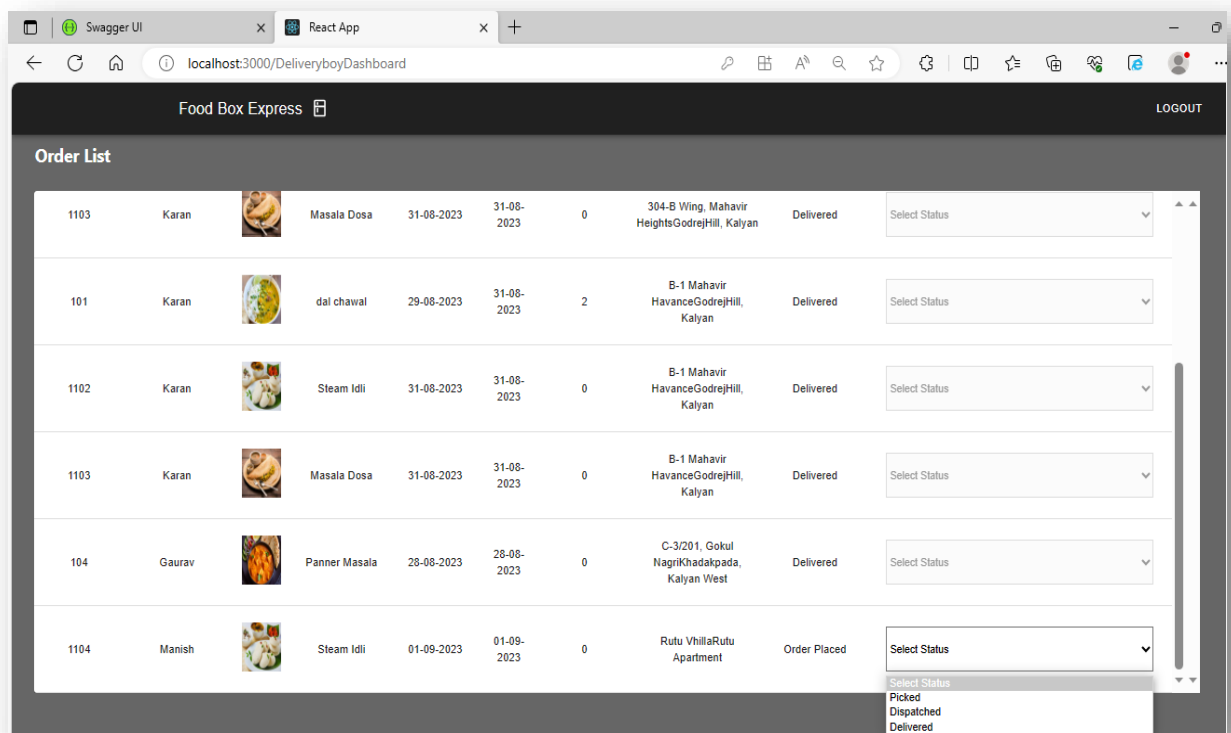 Swagger UI
React App
localhost:3000/DeliveryboyDashboard
Food Box Express
LOGOUT
Order List
1103 Karan Masala Dosa 31-08-2023 31-08-
2023 0 304-B Wing, Mahavir
HeightsGodrejHill, Kalyan Delivered Select Status
101 Karan dal chawal 29-08-2023 31-08-
2023 2 B-1 Mahavir
HavanceGodrejHill,
Kalyan Delivered Select Status
1102 Karan Steam Idli 31-08-2023 31-08-
2023 0 B-1 Mahavir
HavanceGodrejHill,
Kalyan Delivered Select Status
1103 Karan Masala Dosa 31-08-2023 31-08-
2023 0 B-1 Mahavir
HavanceGodrejHill,
Kalyan Delivered Select Status
104 Gaurav Panner Masala 28-08-2023 28-08-
2023 0 C-3/201, Gokul
NagriKhadakpada,
Kalyan West Delivered Select Status
1104 Manish Steam Idli 01-09-2023 01-09-
2023 0 Rutu VhillaRutu
Apartment Order Placed Select Status
Select Status
Picked
Dispatched
Delivered